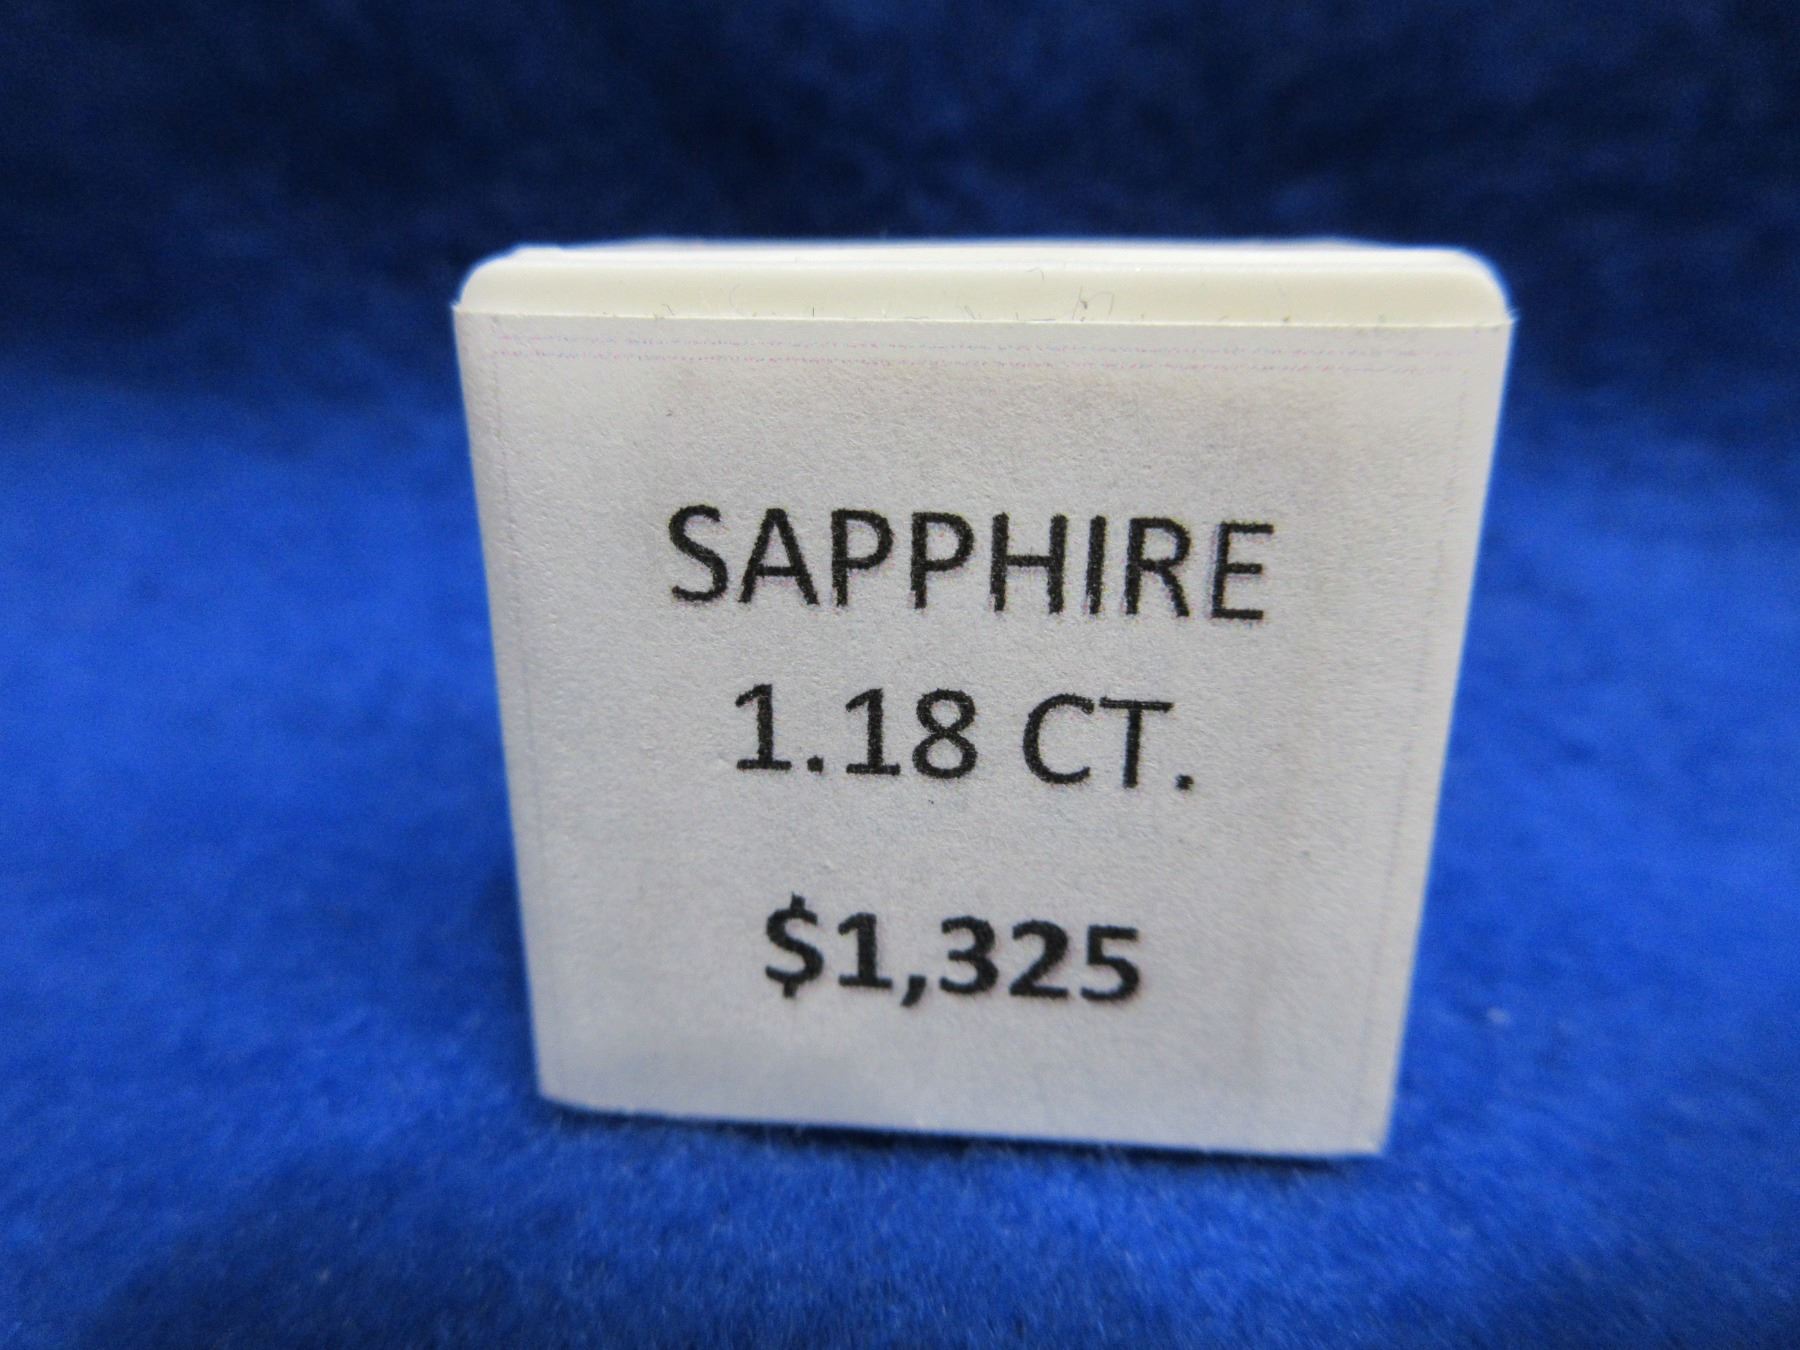 SAPPHIRE
1.18 CT.
$1,325